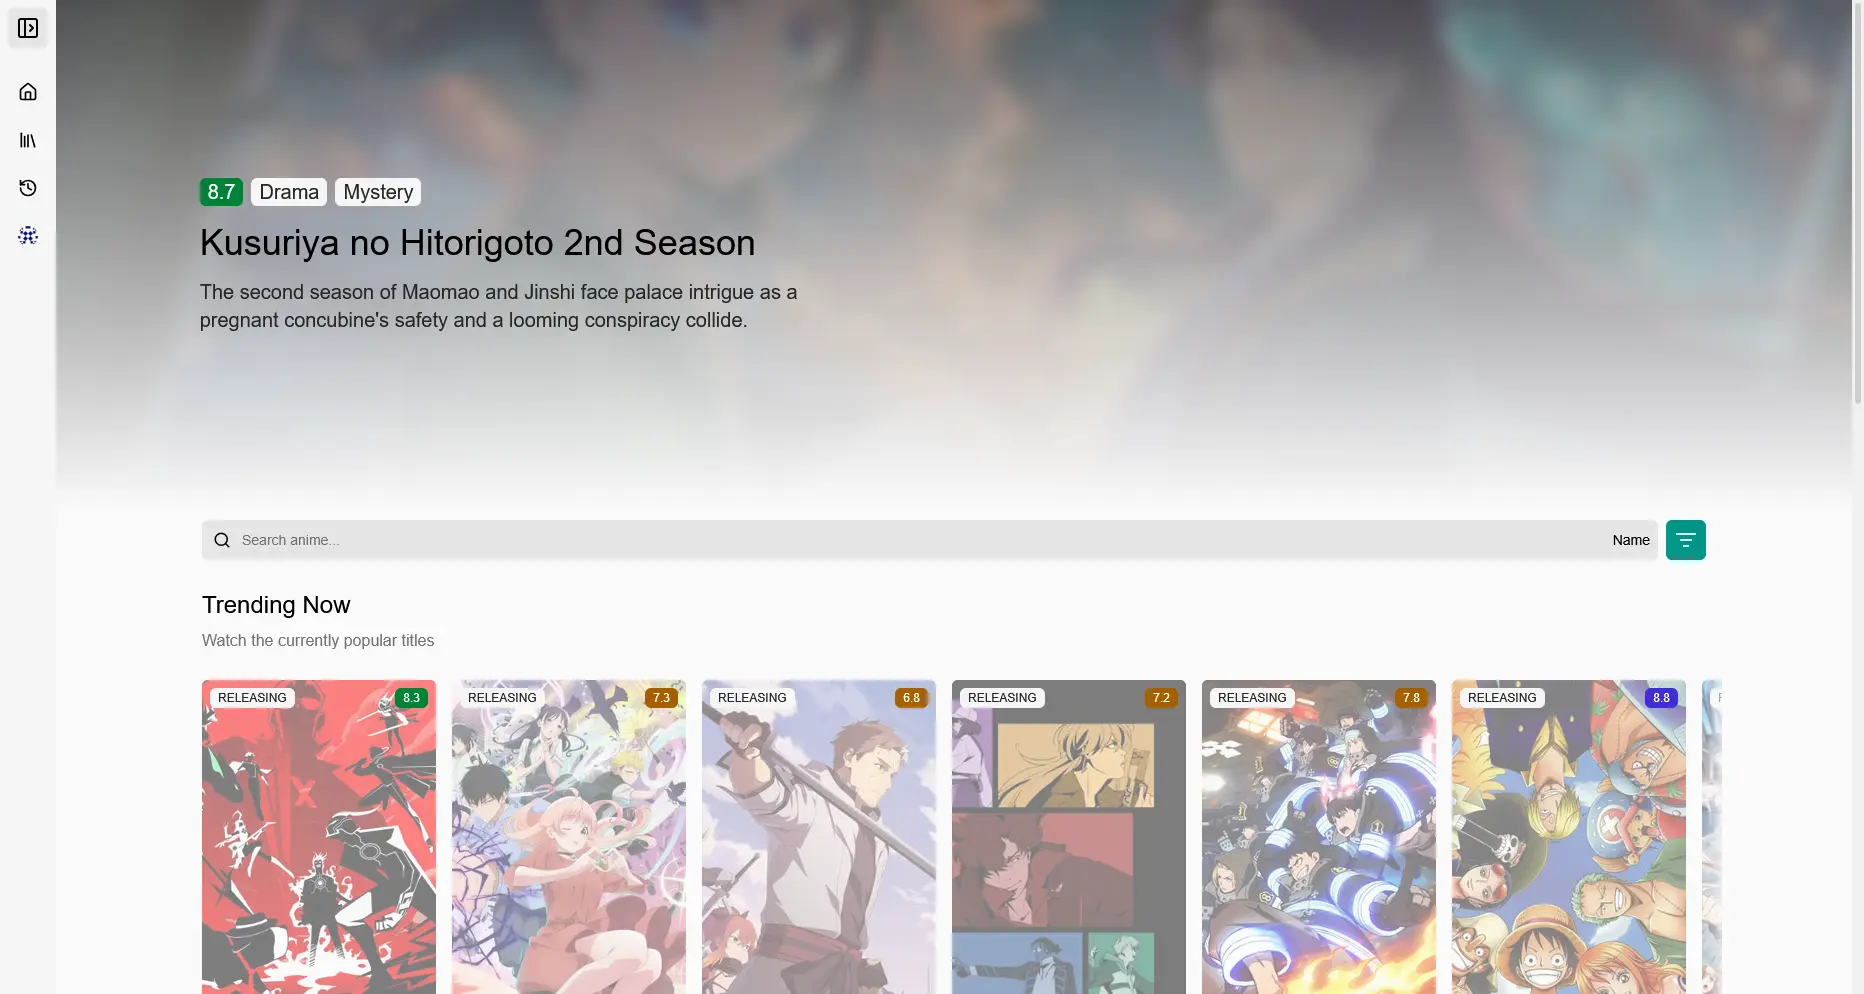 8.7 Drama Mystery
Kusuriya no Hitorigoto 2nd Season
The second season of Maomao and Jinshi face palace intrigue as a
pregnant concubine's safety and a looming conspiracy collide.
Search anime... Name
Trending Now
Watch the currently popular titles
RELEASING 8.3
RELEASING 7.3
RELEASING 6.8
RELEASING 7.2
RELEASING 7.8
RELEASING 8.8